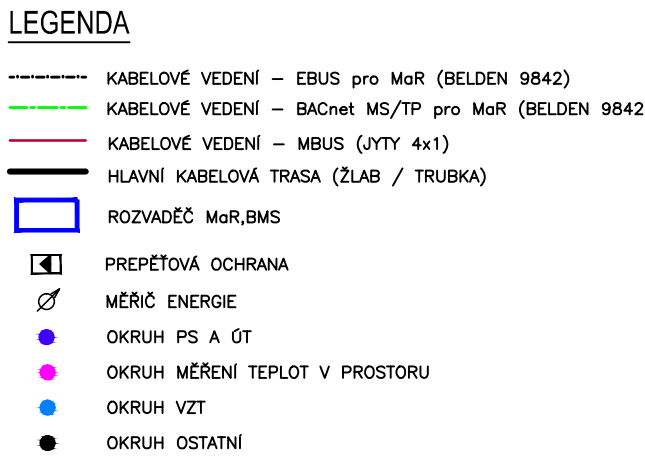 LEGENDA
KABELOVÉ VEDENÍ – EBUS pro MaR (BELDEN 9842)
KABELOVÉ VEDENÍ – BACnet MS/TP pro MaR (BELDEN 9842
KABELOVÉ VEDENÍ – MBUS (JYTY 4x1)
HLAVNÍ KABELOVÁ TRASA (ŽLAB / TRUBKA)
ROZVADĚČ MaR,BMS
PREPĚŤOVÁ OCHRANA
MĚŘIČ ENERGIE
OKRUH PS A ÚT
OKRUH MĚŘENÍ TEPLOT V PROSTORU
OKRUH VZT
OKRUH OSTATNÍ